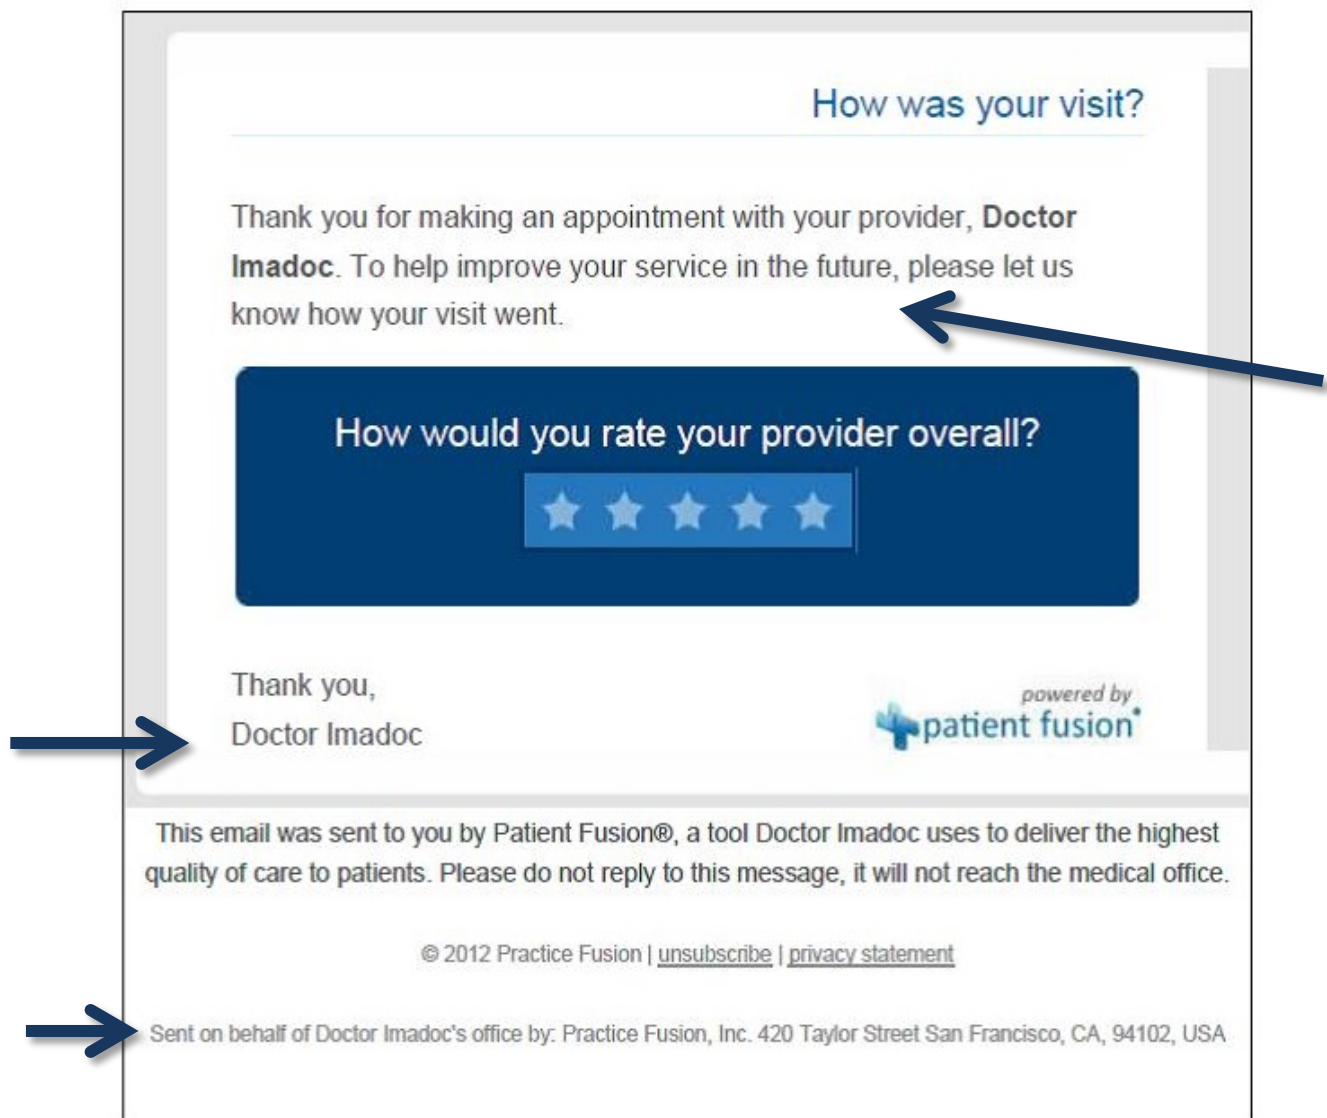 How was your visit?
Thank you for making an appointment with your provider, Doctor
Imadoc. To help improve your service in the future, please let us
know how your visit went.
How would you rate your provider overall?
Thank you,
Doctor Imadoc
powered by
patient fusion
This email was sent to you by Patient Fusion®, a tool Doctor Imadoc uses to deliver the highest
quality of care to patients. Please do not reply to this message, it will not reach the medical office.
© 2012 Practice Fusion | unsubscribe | privacy statement
Sent on behalf of Doctor Imadoc's office by: Practice Fusion, Inc. 420 Taylor Street San Francisco, CA, 94102, USA